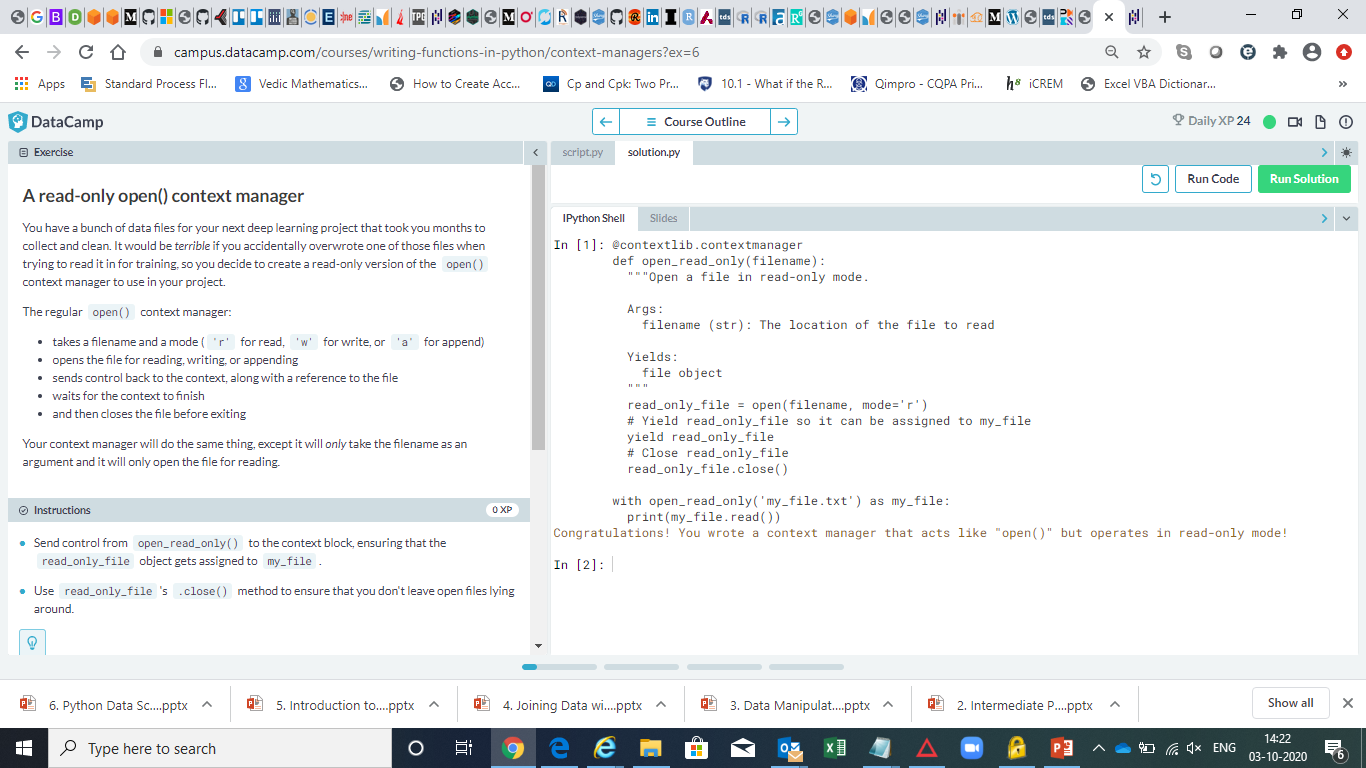 campus.datacamp.com/courses/writing-functions-in-python/context-managers?ex=6
Apps Standard Process Fl... Vedic Mathematics... How to Create Acc... Cp and Cpk: Two Pr... 10.1 - What if the R... Qimpro - CQPA Pri... iCREM Excel VBA Dictionar... »
DataCamp
Course Outline
Daily XP 24
Exercise
script.py solution.py
Run Code Run Solution
A read-only open() context manager
You have a bunch of data files for your next deep learning project that took you months to
collect and clean. It would be terrible if you accidentally overwrote one of those files when
trying to read it in for training, so you decide to create a read-only version of the open()
context manager to use in your project.
The regular open() context manager:
• takes a filename and a mode ( 'r' for read, 'w' for write, or 'a' for append)
• opens the file for reading, writing, or appending
• sends control back to the context, along with a reference to the file
• waits for the context to finish
• and then closes the file before exiting
Your context manager will do the same thing, except it will only take the filename as an
argument and it will only open the file for reading.
Instructions
0 XP
• Send control from open_read_only() to the context block, ensuring that the
read_only_file object gets assigned to my_file .
• Use read_only_file 's .close() method to ensure that you don't leave open files lying
around.
IPython Shell Slides
In [1]: @contextlib.contextmanager
def open_read_only(filename):
"""Open a file in read-only mode.
Args:
filename (str): The location of the file to read
Yields:
file object
"""
read_only_file = open(filename, mode='r')
# Yield read_only_file so it can be assigned to my_file
yield read_only_file
# Close read_only_file
read_only_file.close()
with open_read_only('my_file.txt') as my_file:
print(my_file.read())
Congratulations! You wrote a context manager that acts like "open()" but operates in read-only mode!
In [2]:
6. Python Data Sc....pptx 5. Introduction to....pptx 4. Joining Data wi....pptx 3. Data Manipulat....pptx 2. Intermediate P....pptx Show all
Type here to search
ENG
14:22
03-10-2020
6